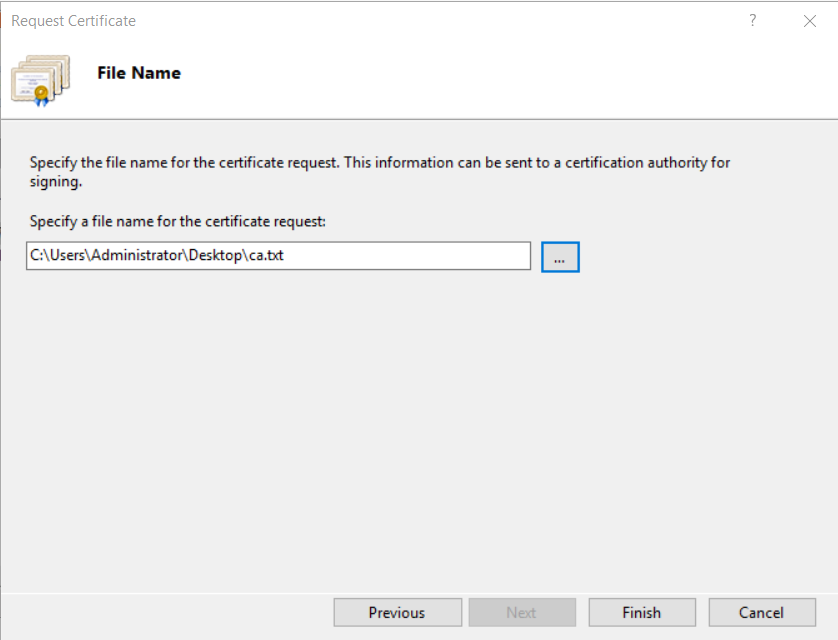 Request Certificate
?
File Name
Specify the file name for the certificate request. This information can be sent to a certification authority for
signing.
Specify a file name for the certificate request:
C:\Users\Administrator\Desktop\ca.txt
...
Previous
Next
Finish
Cancel